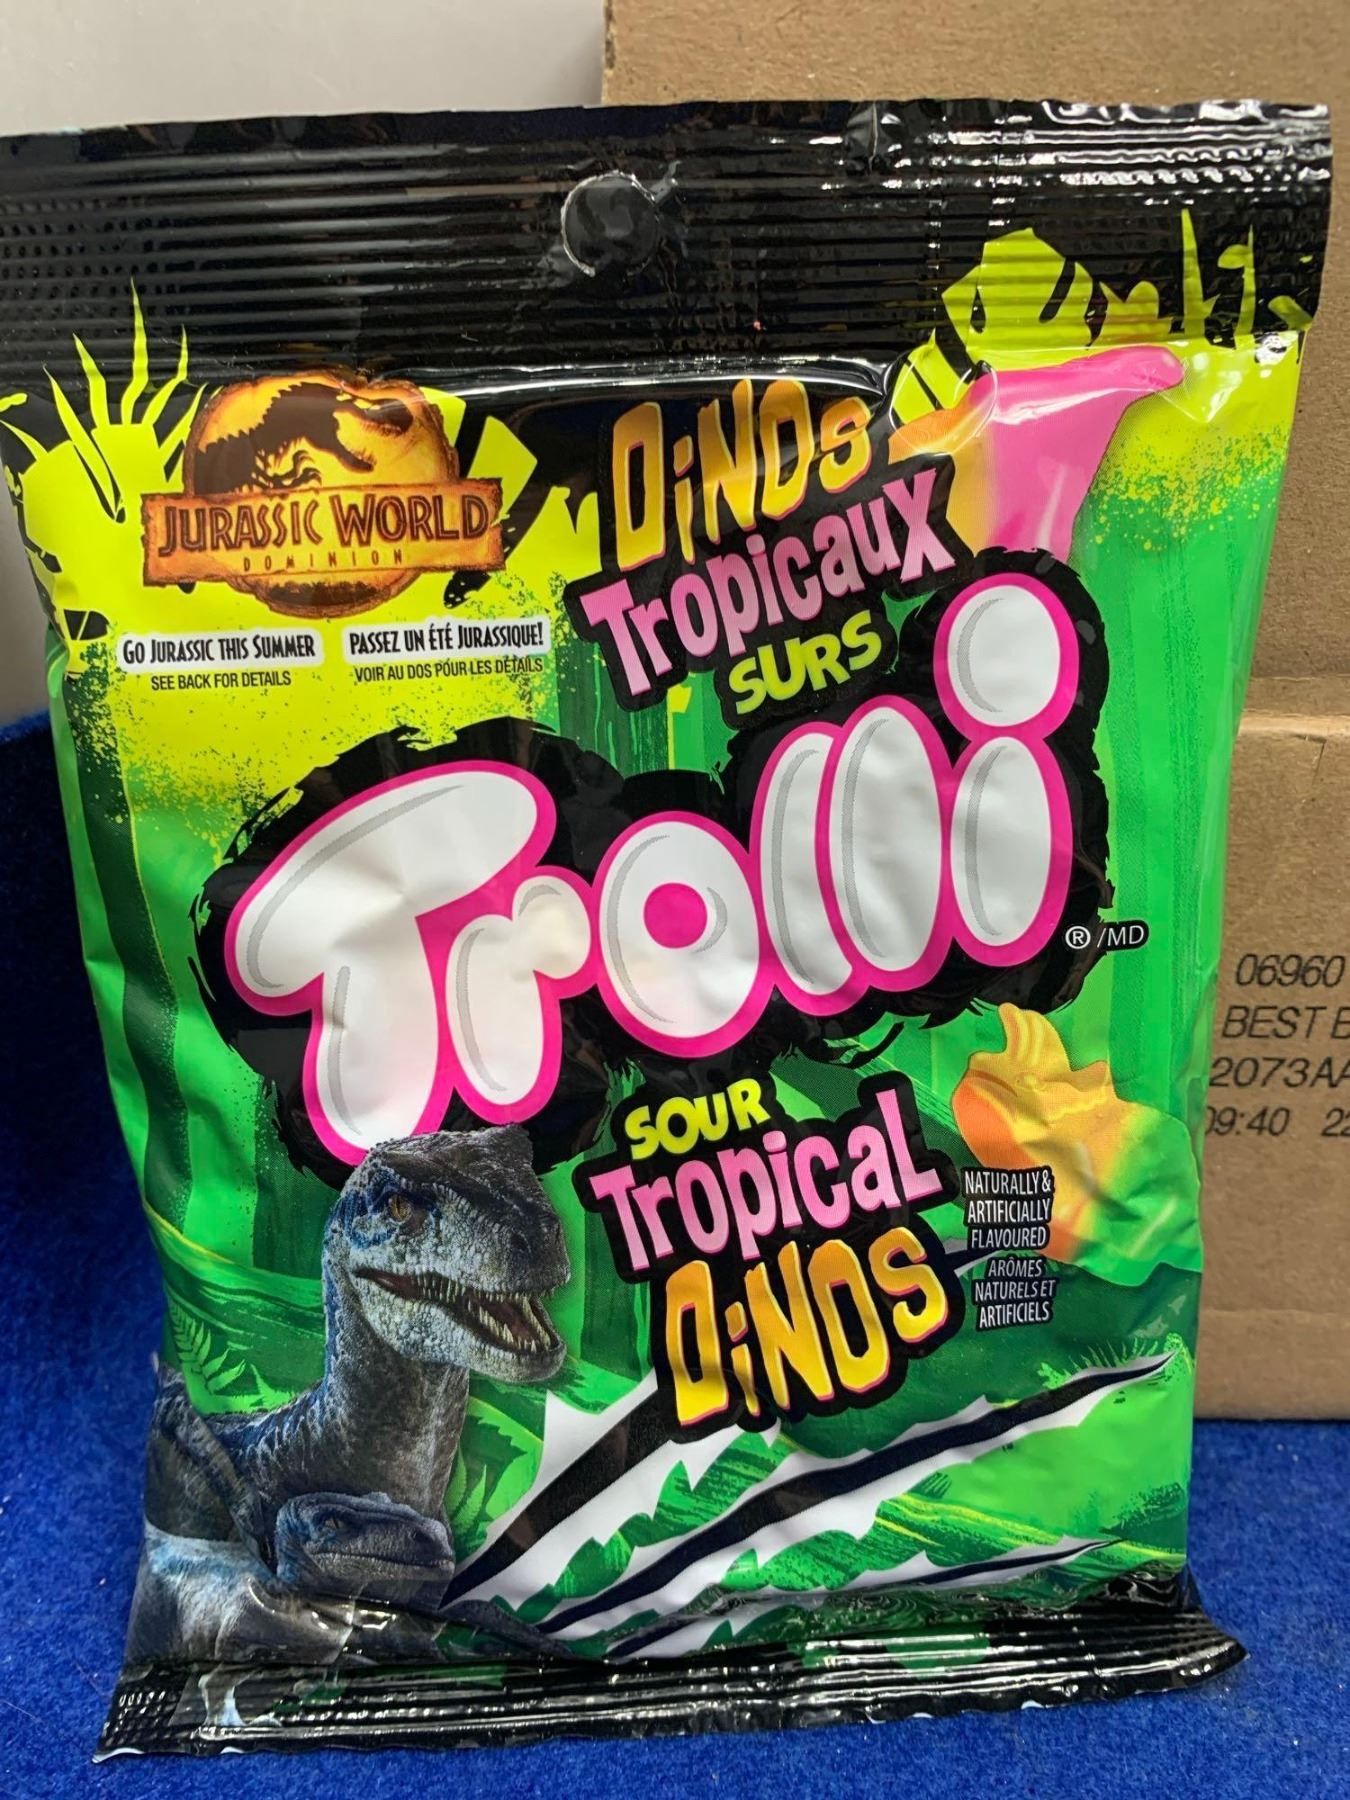 JURASSIC WORLD
DOMINION
GO JURASSIC THIS SUMMER
SEE BACK FOR DETAILS
PASSEZ UN ÉTÉ JURASSIQUE!
VOIR AU DOS POUR LES DÉTAILS
DiNOS
TropicauX
SURS
Trolli
®/MD
SOUR
TropicaL
DiNOS
NATURALLY &
ARTIFICIALLY
FLAVOURED
ARÔMES
NATURELS ET
ARTIFICIELS
06960
BEST B
2073AA
09:40 22